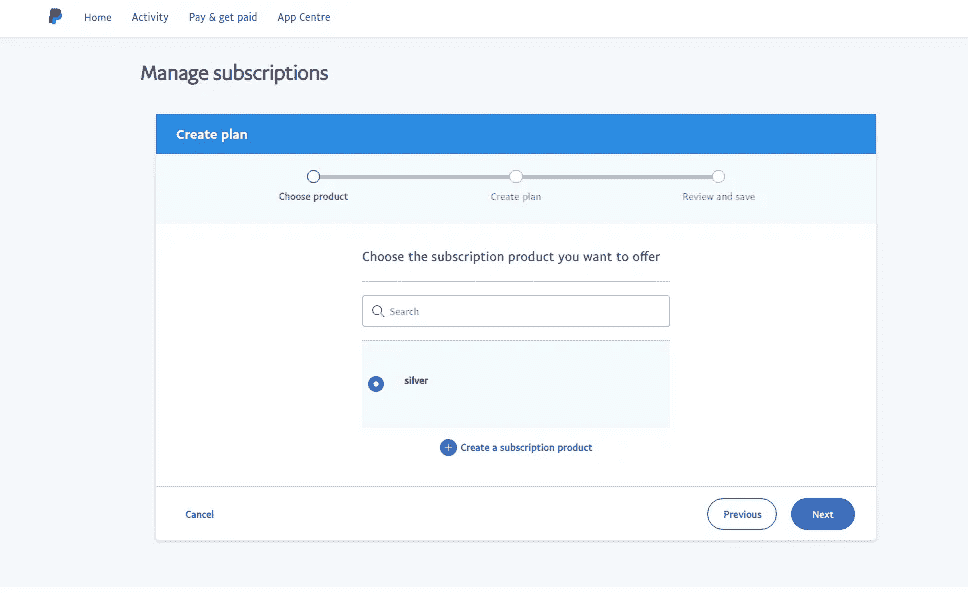 Home Activity Pay & get paid App Centre
Manage subscriptions
Create plan
Choose product Create plan Review and save
Choose the subscription product you want to offer
Search
silver
Create a subscription product
Cancel Previous Next